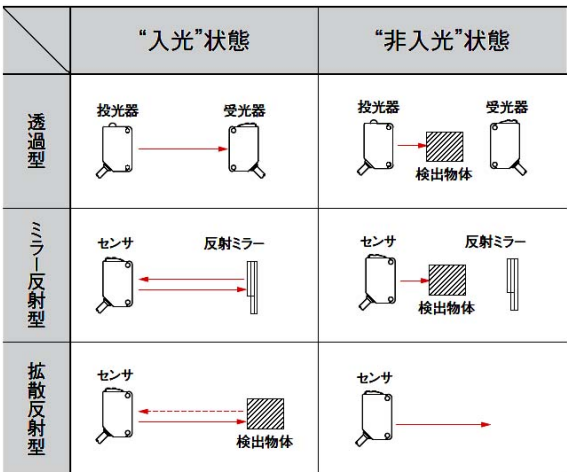 “入光”状態
“非入光”状態
透過型
投光器
受光器
投光器
受光器
検出物体
ミラー反射型
センサ
反射ミラー
センサ
反射ミラー
検出物体
拡散反射型
センサ
検出物体
センサ